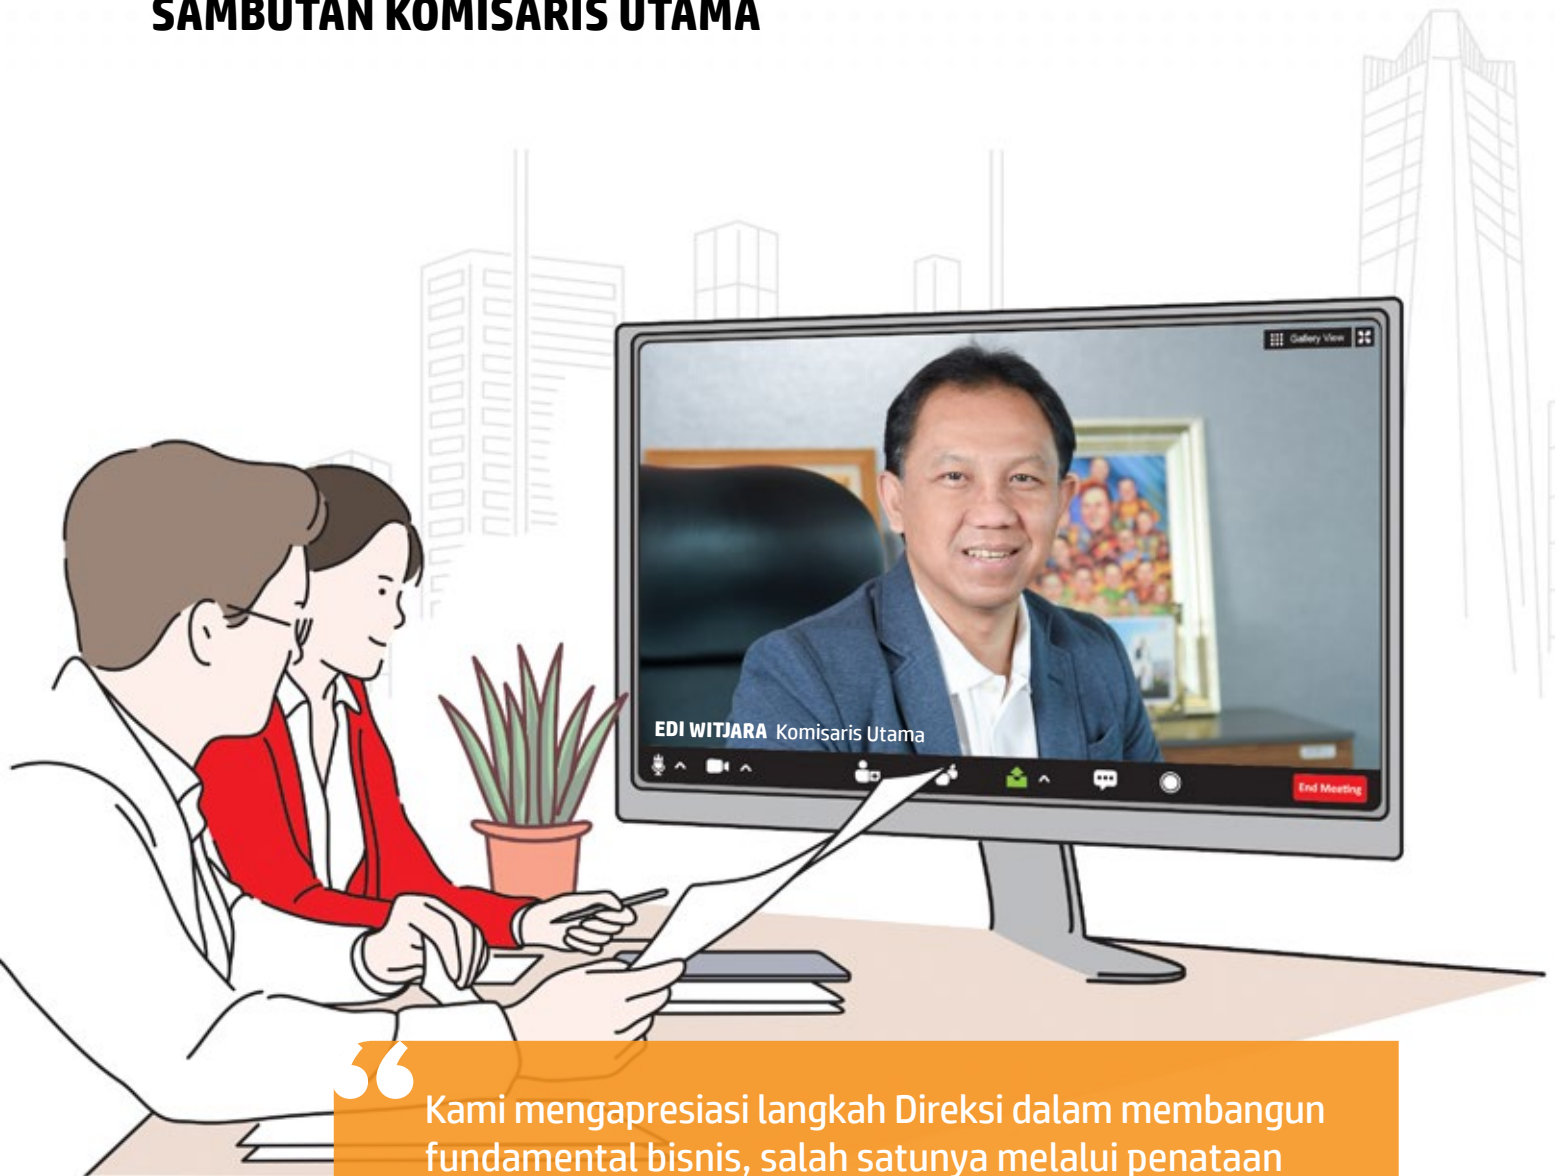 SAMBUTAN KOMISARIS UTAMA
Gallery View
EDI WITJARA Komisaris Utama
End Meeting
“
Kami mengapresiasi langkah Direksi dalam membangun
fundamental bisnis, salah satunya melalui penataan